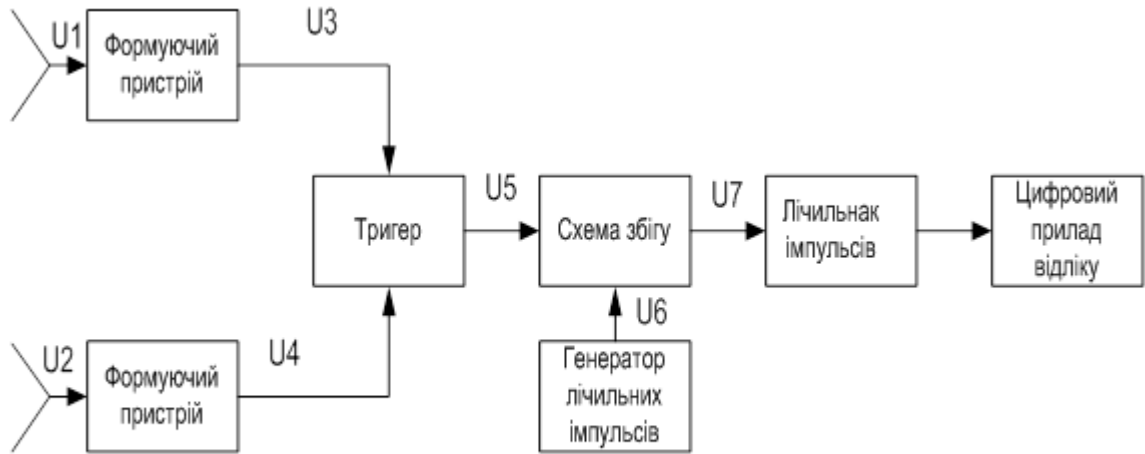 U1
Формуючий
пристрій
U3
Тригер
U5
Схема збігу
U7
Лічильнак
імпульсів
Цифровий
прилад
відліку
U6
Генератор
лічильних
імпульсів
U2
Формуючий
пристрій
U4